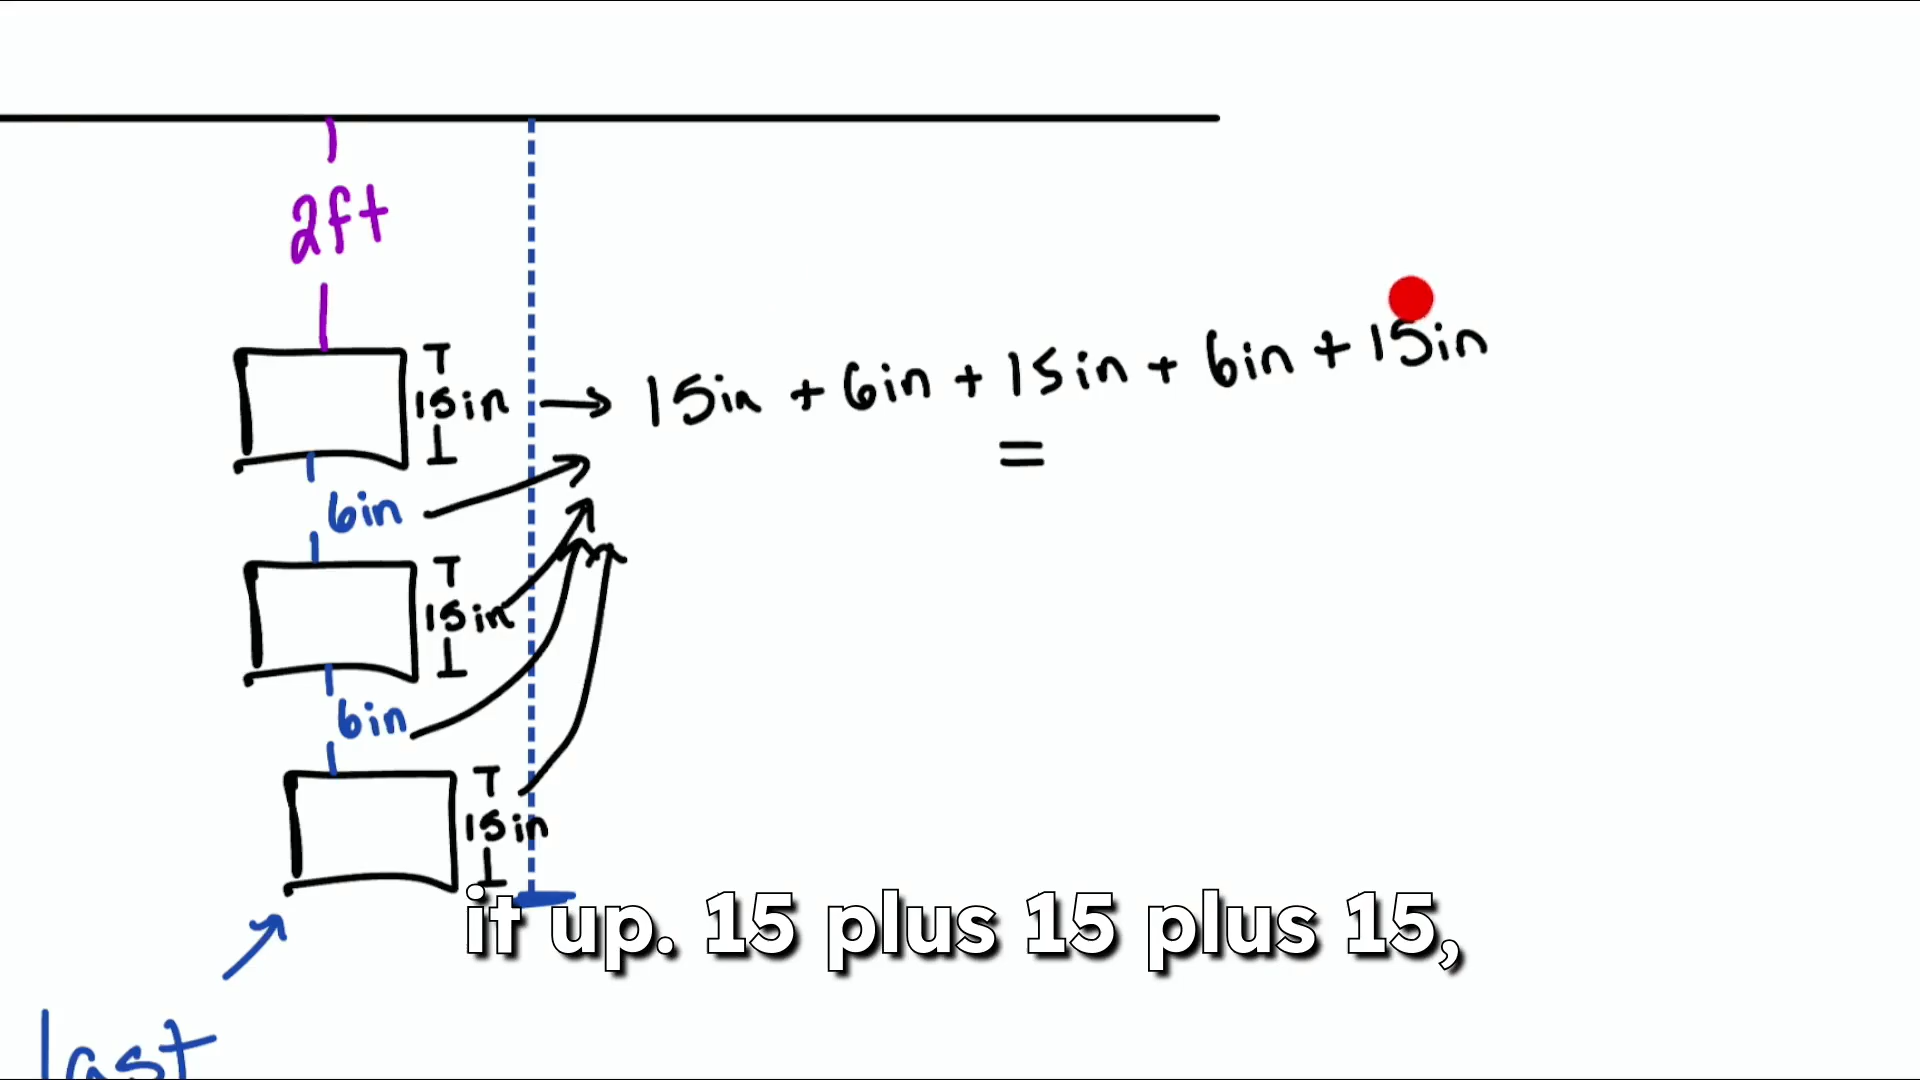 2ft
15in → 15in + 6in + 15in + 6in + 15in
=
6in
15in
6in
15in
it up. 15 plus 15 plus 15,
last